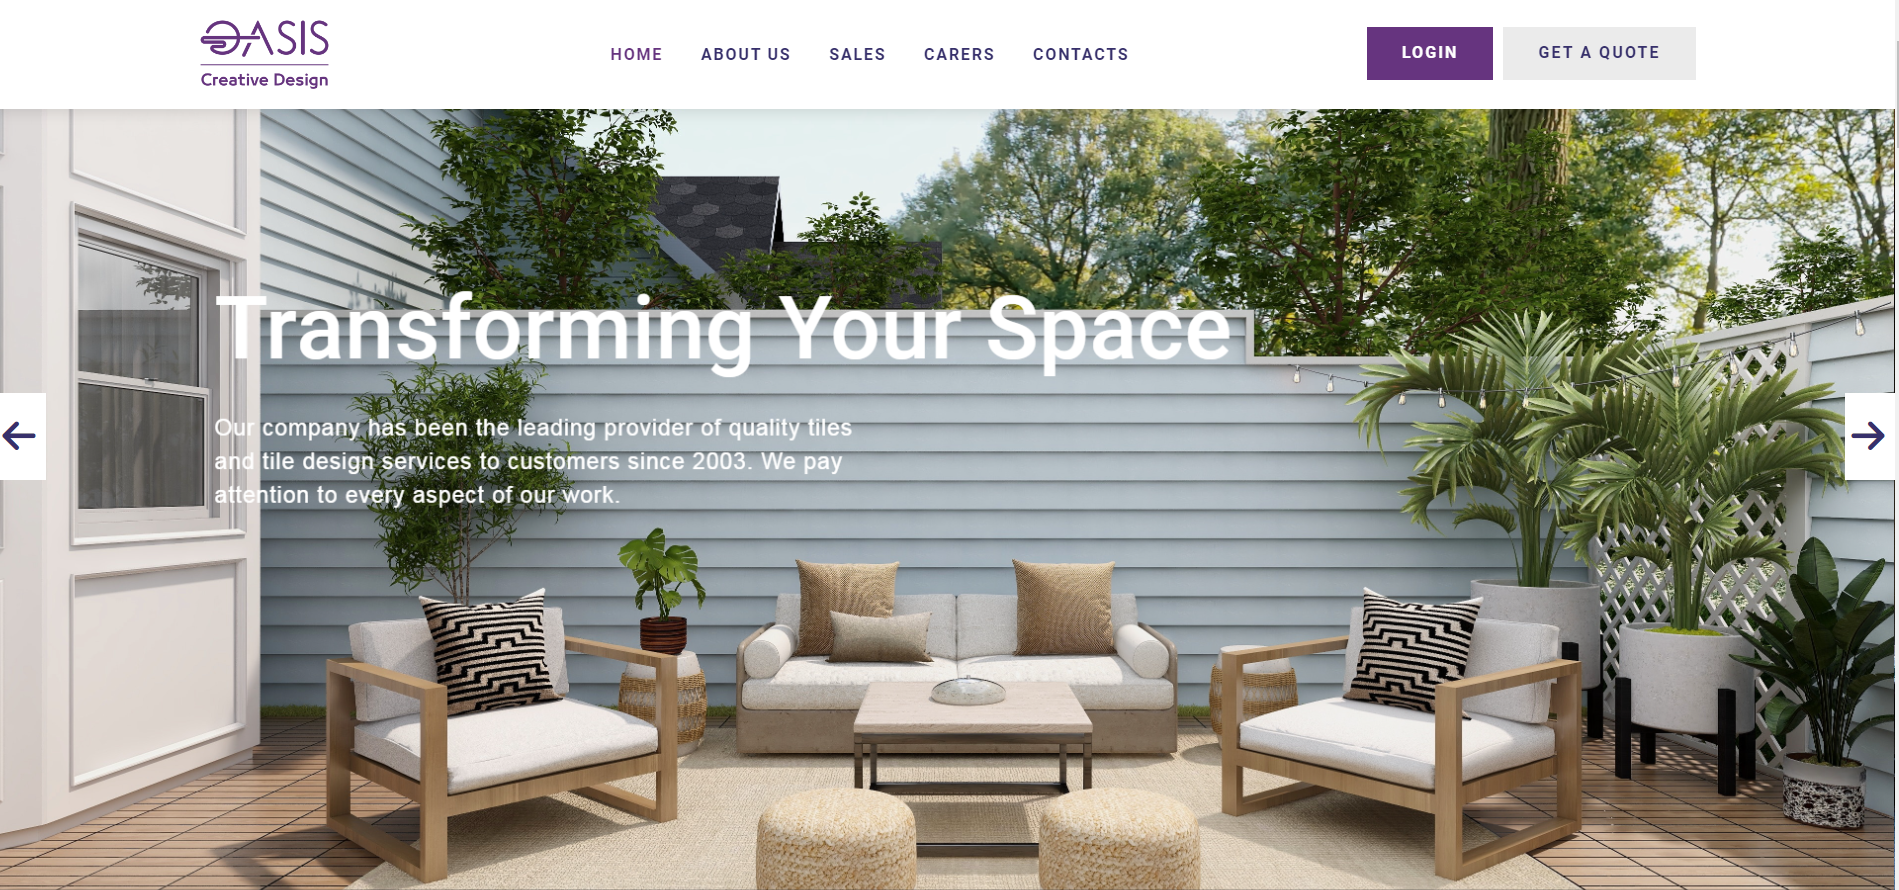 OASIS
Creative Design
HOME ABOUT US SALES CARERS CONTACTS
LOGIN GET A QUOTE
Transforming Your Space
Our company has been the leading provider of quality tiles
and tile design services to customers since 2003. We pay
attention to every aspect of our work.